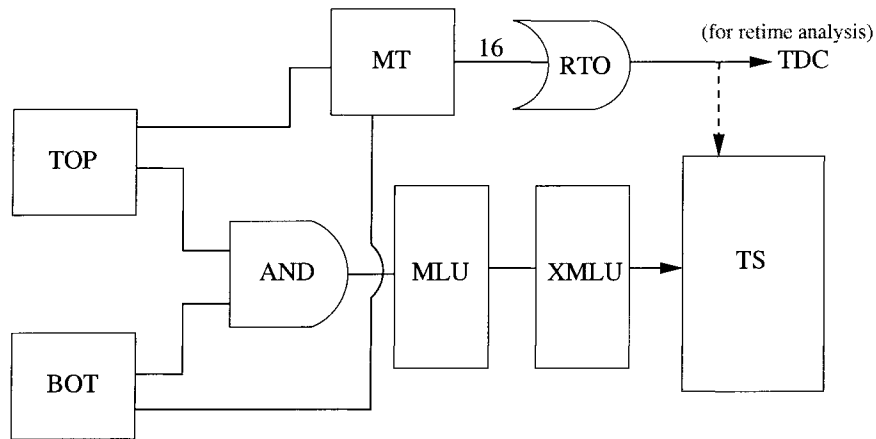 (for retime analysis)
16
MT
RTO
TDC
TOP
AND
MLU
XMLU
TS
BOT